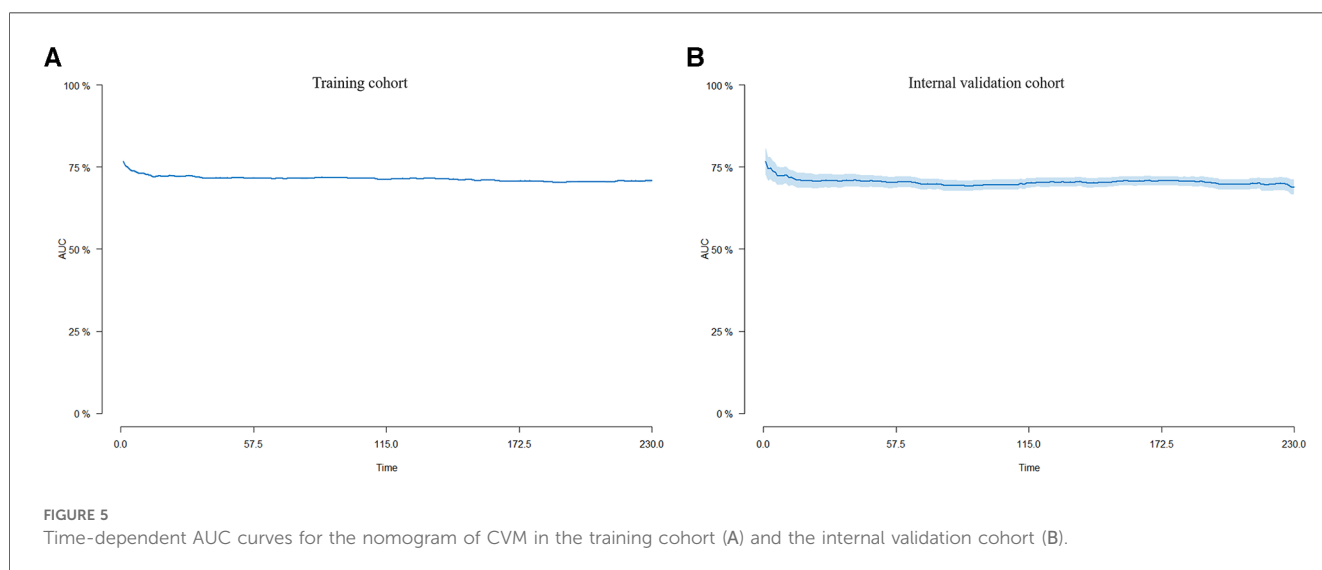 A
Training cohort
100 %
75 %
50 %
25 %
0 %
AUC
0.0 57.5 115.0 172.5 230.0
Time
B
Internal validation cohort
100 %
75 %
50 %
25 %
0 %
AUC
0.0 57.5 115.0 172.5 230.0
Time
FIGURE 5
Time-dependent AUC curves for the nomogram of CVM in the training cohort (A) and the internal validation cohort (B).